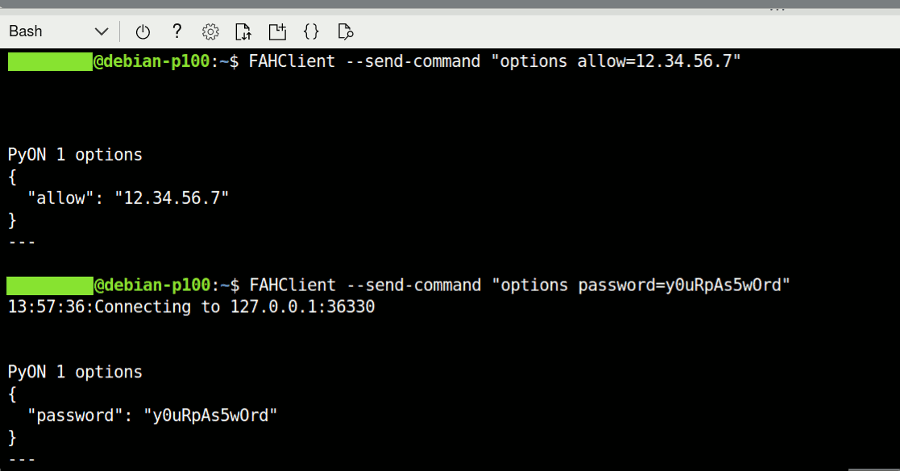 Bash
@debian-p100:~$ FAHClient --send-command "options allow=12.34.56.7"
PyON 1 options
{
"allow": "12.34.56.7"
}
---
@debian-p100:~$ FAHClient --send-command "options password=y0uRpAs5wOrd"
13:57:36:Connecting to 127.0.0.1:36330
PyON 1 options
{
"password": "y0uRpAs5wOrd"
}
---